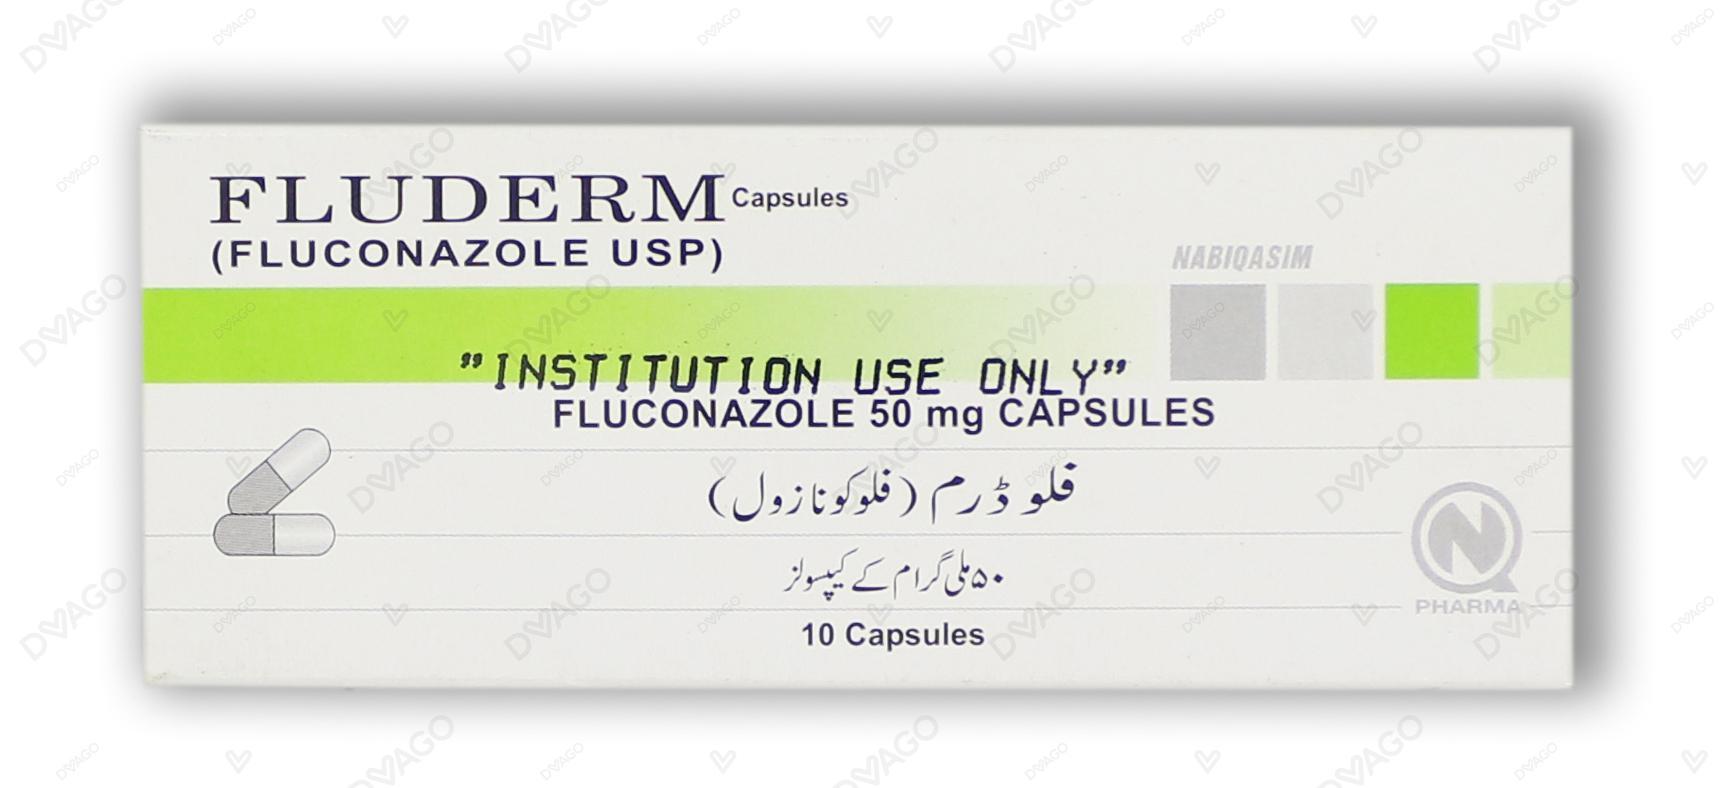 FLUDERM Capsules
(FLUCONAZOLE USP)
NABIQASIM
"INSTITUTION USE ONLY"
FLUCONAZOLE 50 mg CAPSULES
فلو ڈرم (فلوکونازول)
۵۰ ملی گرام کے کیپسولز
PHARMA
10 Capsules
DVAGO